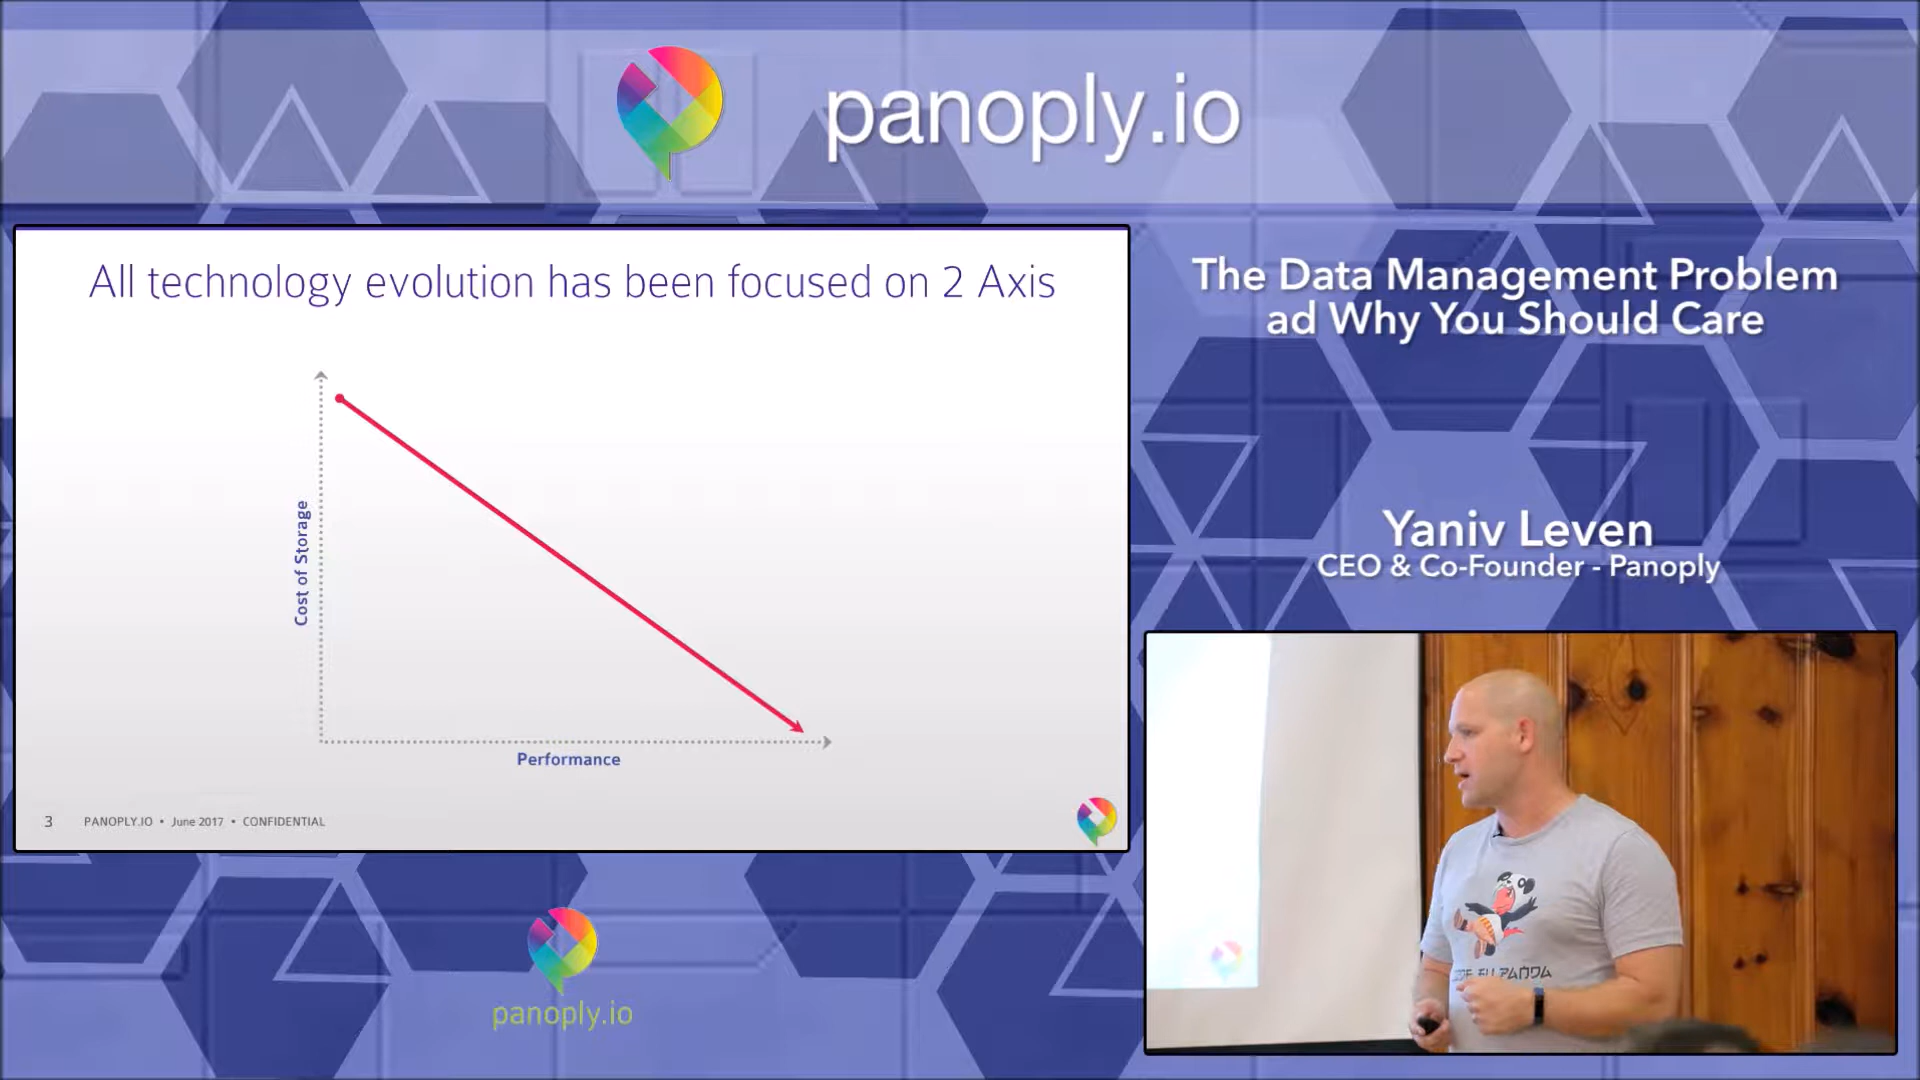 panoply.io
All technology evolution has been focused on 2 Axis
Cost of Storage
Performance
3 PANOPLY.IO • June 2017 • CONFIDENTIAL
The Data Management Problem
ad Why You Should Care
Yaniv Leven
CEO & Co-Founder - Panoply
panoply.io
FU PANDA